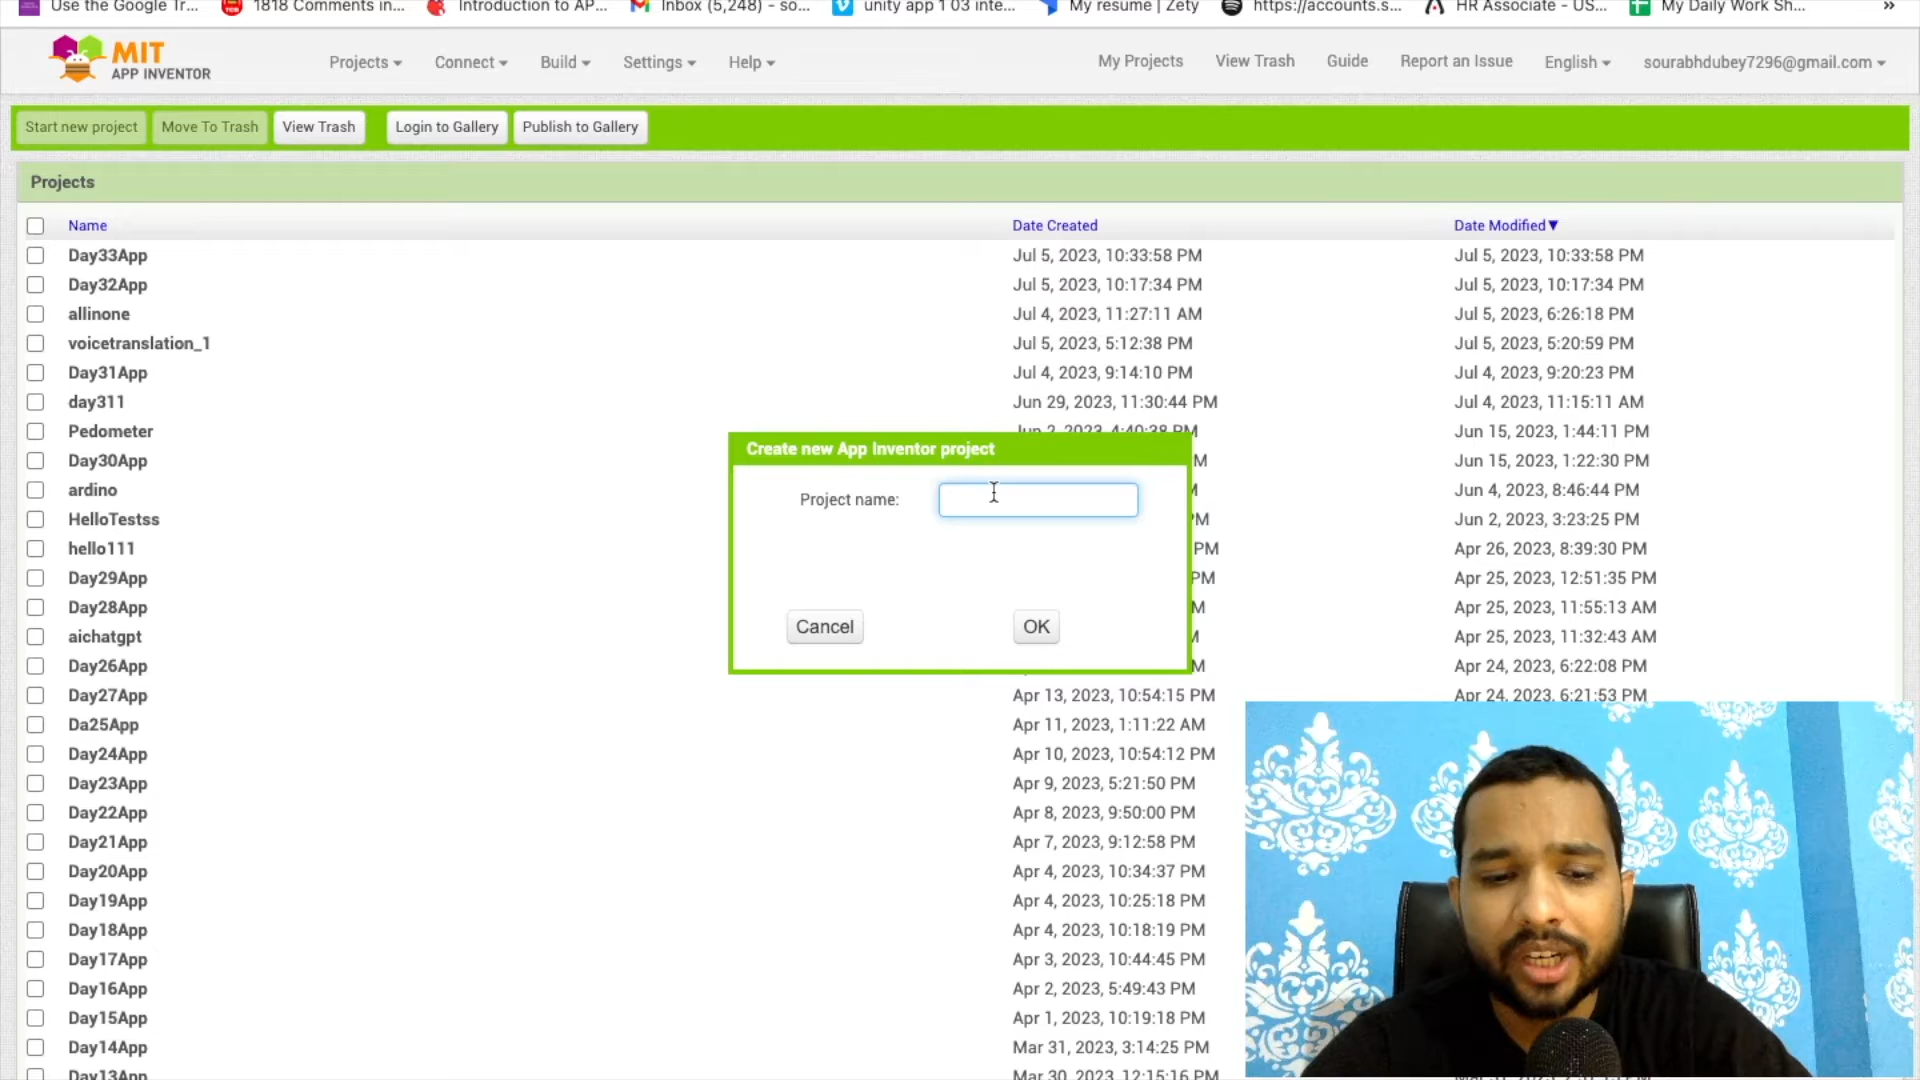 Use the Google Tr... 1818 Comments in... Introduction to AP... Inbox (5,248) - so... unity app 1 03 inte... My resume | Zety https://accounts.s... HR Associate - US... My Daily Work Sh... »
MIT
APP INVENTOR
Projects Connect Build Settings Help My Projects View Trash Guide Report an Issue English sourabhdubey7296@gmail.com
Start new project Move To Trash View Trash Login to Gallery Publish to Gallery
Projects
Name Date Created Date Modified▼
Day33App Jul 5, 2023, 10:33:58 PM Jul 5, 2023, 10:33:58 PM
Day32App Jul 5, 2023, 10:17:34 PM Jul 5, 2023, 10:17:34 PM
allinone Jul 4, 2023, 11:27:11 AM Jul 5, 2023, 6:26:18 PM
voicetranslation_1 Jul 5, 2023, 5:12:38 PM Jul 5, 2023, 5:20:59 PM
Day31App Jul 4, 2023, 9:14:10 PM Jul 4, 2023, 9:20:23 PM
day311 Jun 29, 2023, 11:30:44 PM Jul 4, 2023, 11:15:11 AM
Pedometer Jun 2, 2023, 4:40:38 PM Jun 15, 2023, 1:44:11 PM
Create new App Inventor project
Day30App M Jun 15, 2023, 1:22:30 PM
ardino Jun 4, 2023, 8:46:44 PM
Project name:
HelloTestss PM Jun 2, 2023, 3:23:25 PM
hello111 PM Apr 26, 2023, 8:39:30 PM
Day29App PM Apr 25, 2023, 12:51:35 PM
Day28App M Apr 25, 2023, 11:55:13 AM
Cancel OK
aichatgpt Apr 25, 2023, 11:32:43 AM
Day26App M Apr 24, 2023, 6:22:08 PM
Day27App Apr 13, 2023, 10:54:15 PM Apr 24, 2023, 6:21:53 PM
Da25App Apr 11, 2023, 1:11:22 AM
Day24App Apr 10, 2023, 10:54:12 PM
Day23App Apr 9, 2023, 5:21:50 PM
Day22App Apr 8, 2023, 9:50:00 PM
Day21App Apr 7, 2023, 9:12:58 PM
Day20App Apr 4, 2023, 10:34:37 PM
Day19App Apr 4, 2023, 10:25:18 PM
Day18App Apr 4, 2023, 10:18:19 PM
Day17App Apr 3, 2023, 10:44:45 PM
Day16App Apr 2, 2023, 5:49:43 PM
Day15App Apr 1, 2023, 10:19:18 PM
Day14App Mar 31, 2023, 3:14:25 PM
Day13App Mar 30, 2023, 12:15:16 PM